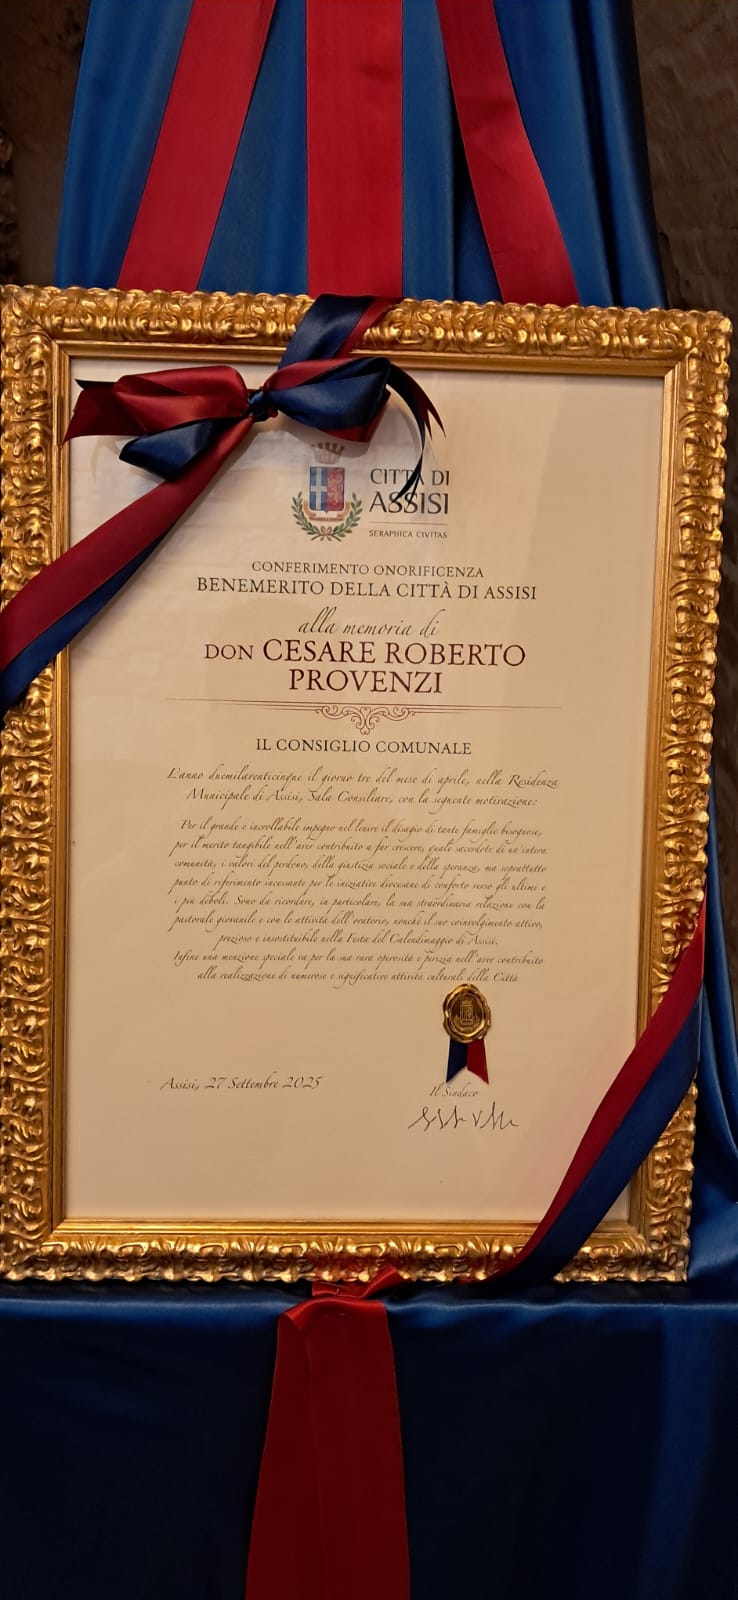 CITTÀ DI
ASSISI
SERAPHICA CIVITAS
CONFERIMENTO ONORIFICENZA
BENEMERITO DELLA CITTÀ DI ASSISI
alla memoria di
DON CESARE ROBERTO
PROVENZI
IL CONSIGLIO COMUNALE
L'anno duemilaventicinque il giorno tre del mese di aprile, nella Residenza
Municipale di Assisi, Sala Consiliare, con la seguente motivazione:
Per il grande e incrollabile impegno nel lenire il disagio di tante famiglie bisognose,
per il merito tangibile nell'aver contribuito a far crescere, quale sacerdote di un'intera
comunità, i valori del perdono, della giustizia sociale e della speranza, ma soprattutto
punto di riferimento incessante per le iniziative diocesane di conforto verso gli ultimi e
i più deboli. Sono da ricordare, in particolare, la sua straordinaria relazione con la
pastorale giovanile e con le attività dell'oratorio, nonché il suo coinvolgimento attivo,
prezioso e insostituibile nella Festa del Calendimaggio di Assisi.
Infine una menzione speciale va per la sua rara operosità e perizia nell'aver contribuito
alla realizzazione di numerose e significative attività culturali della Città
Assisi, 27 Settembre 2025
Il Sindaco